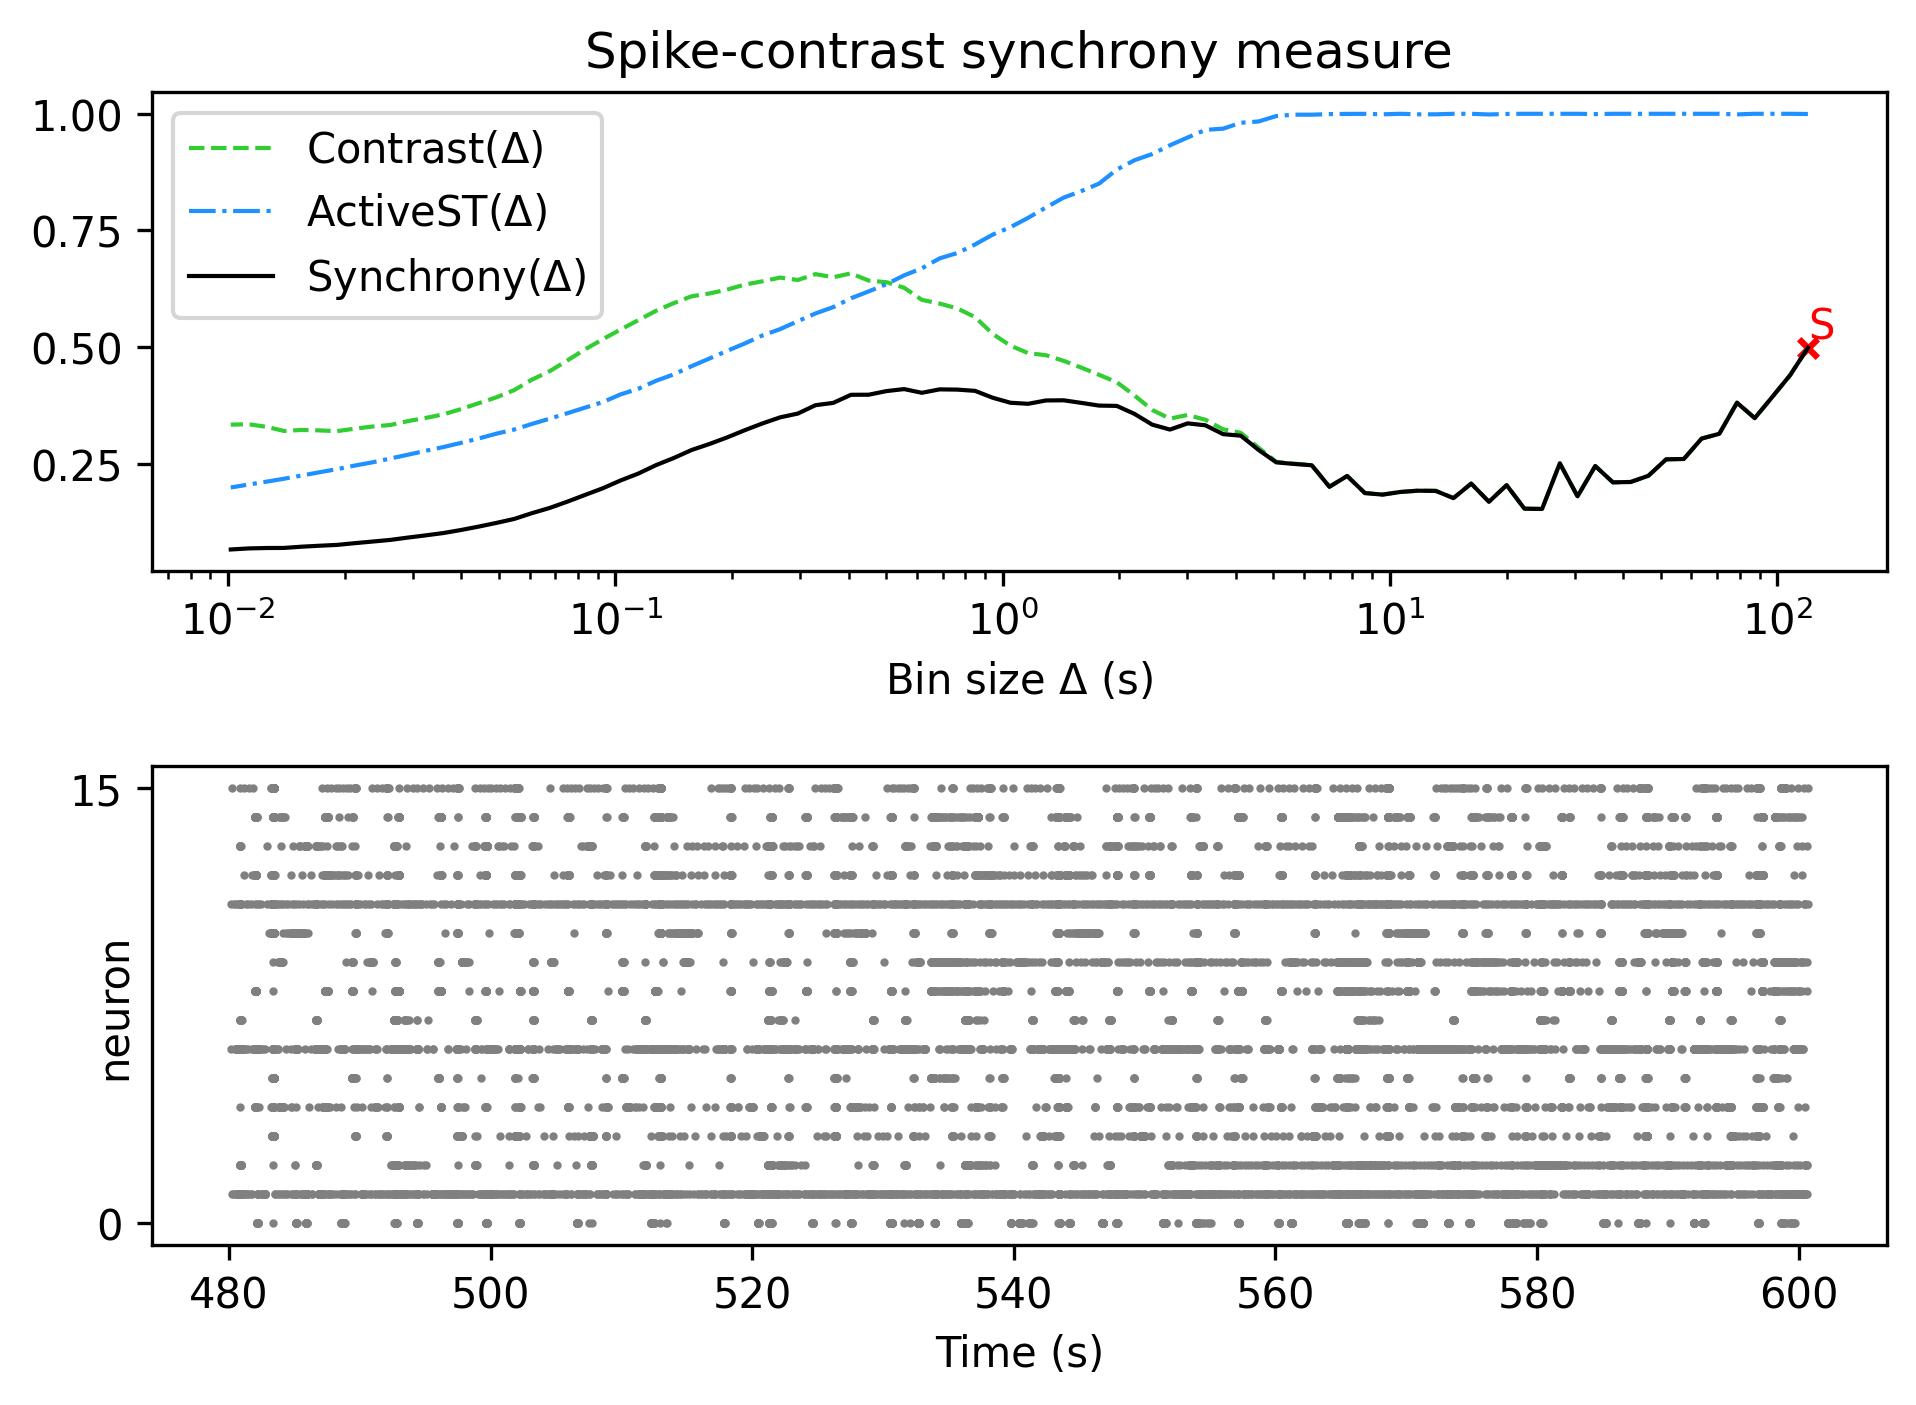 Spike-contrast synchrony measure
1.00
0.75
0.50
0.25
Contrast(Δ)
ActiveST(Δ)
Synchrony(Δ)
S
10⁻² 10⁻¹ 10⁰ 10¹ 10²
Bin size Δ (s)
15
0
neuron
480 500 520 540 560 580 600
Time (s)